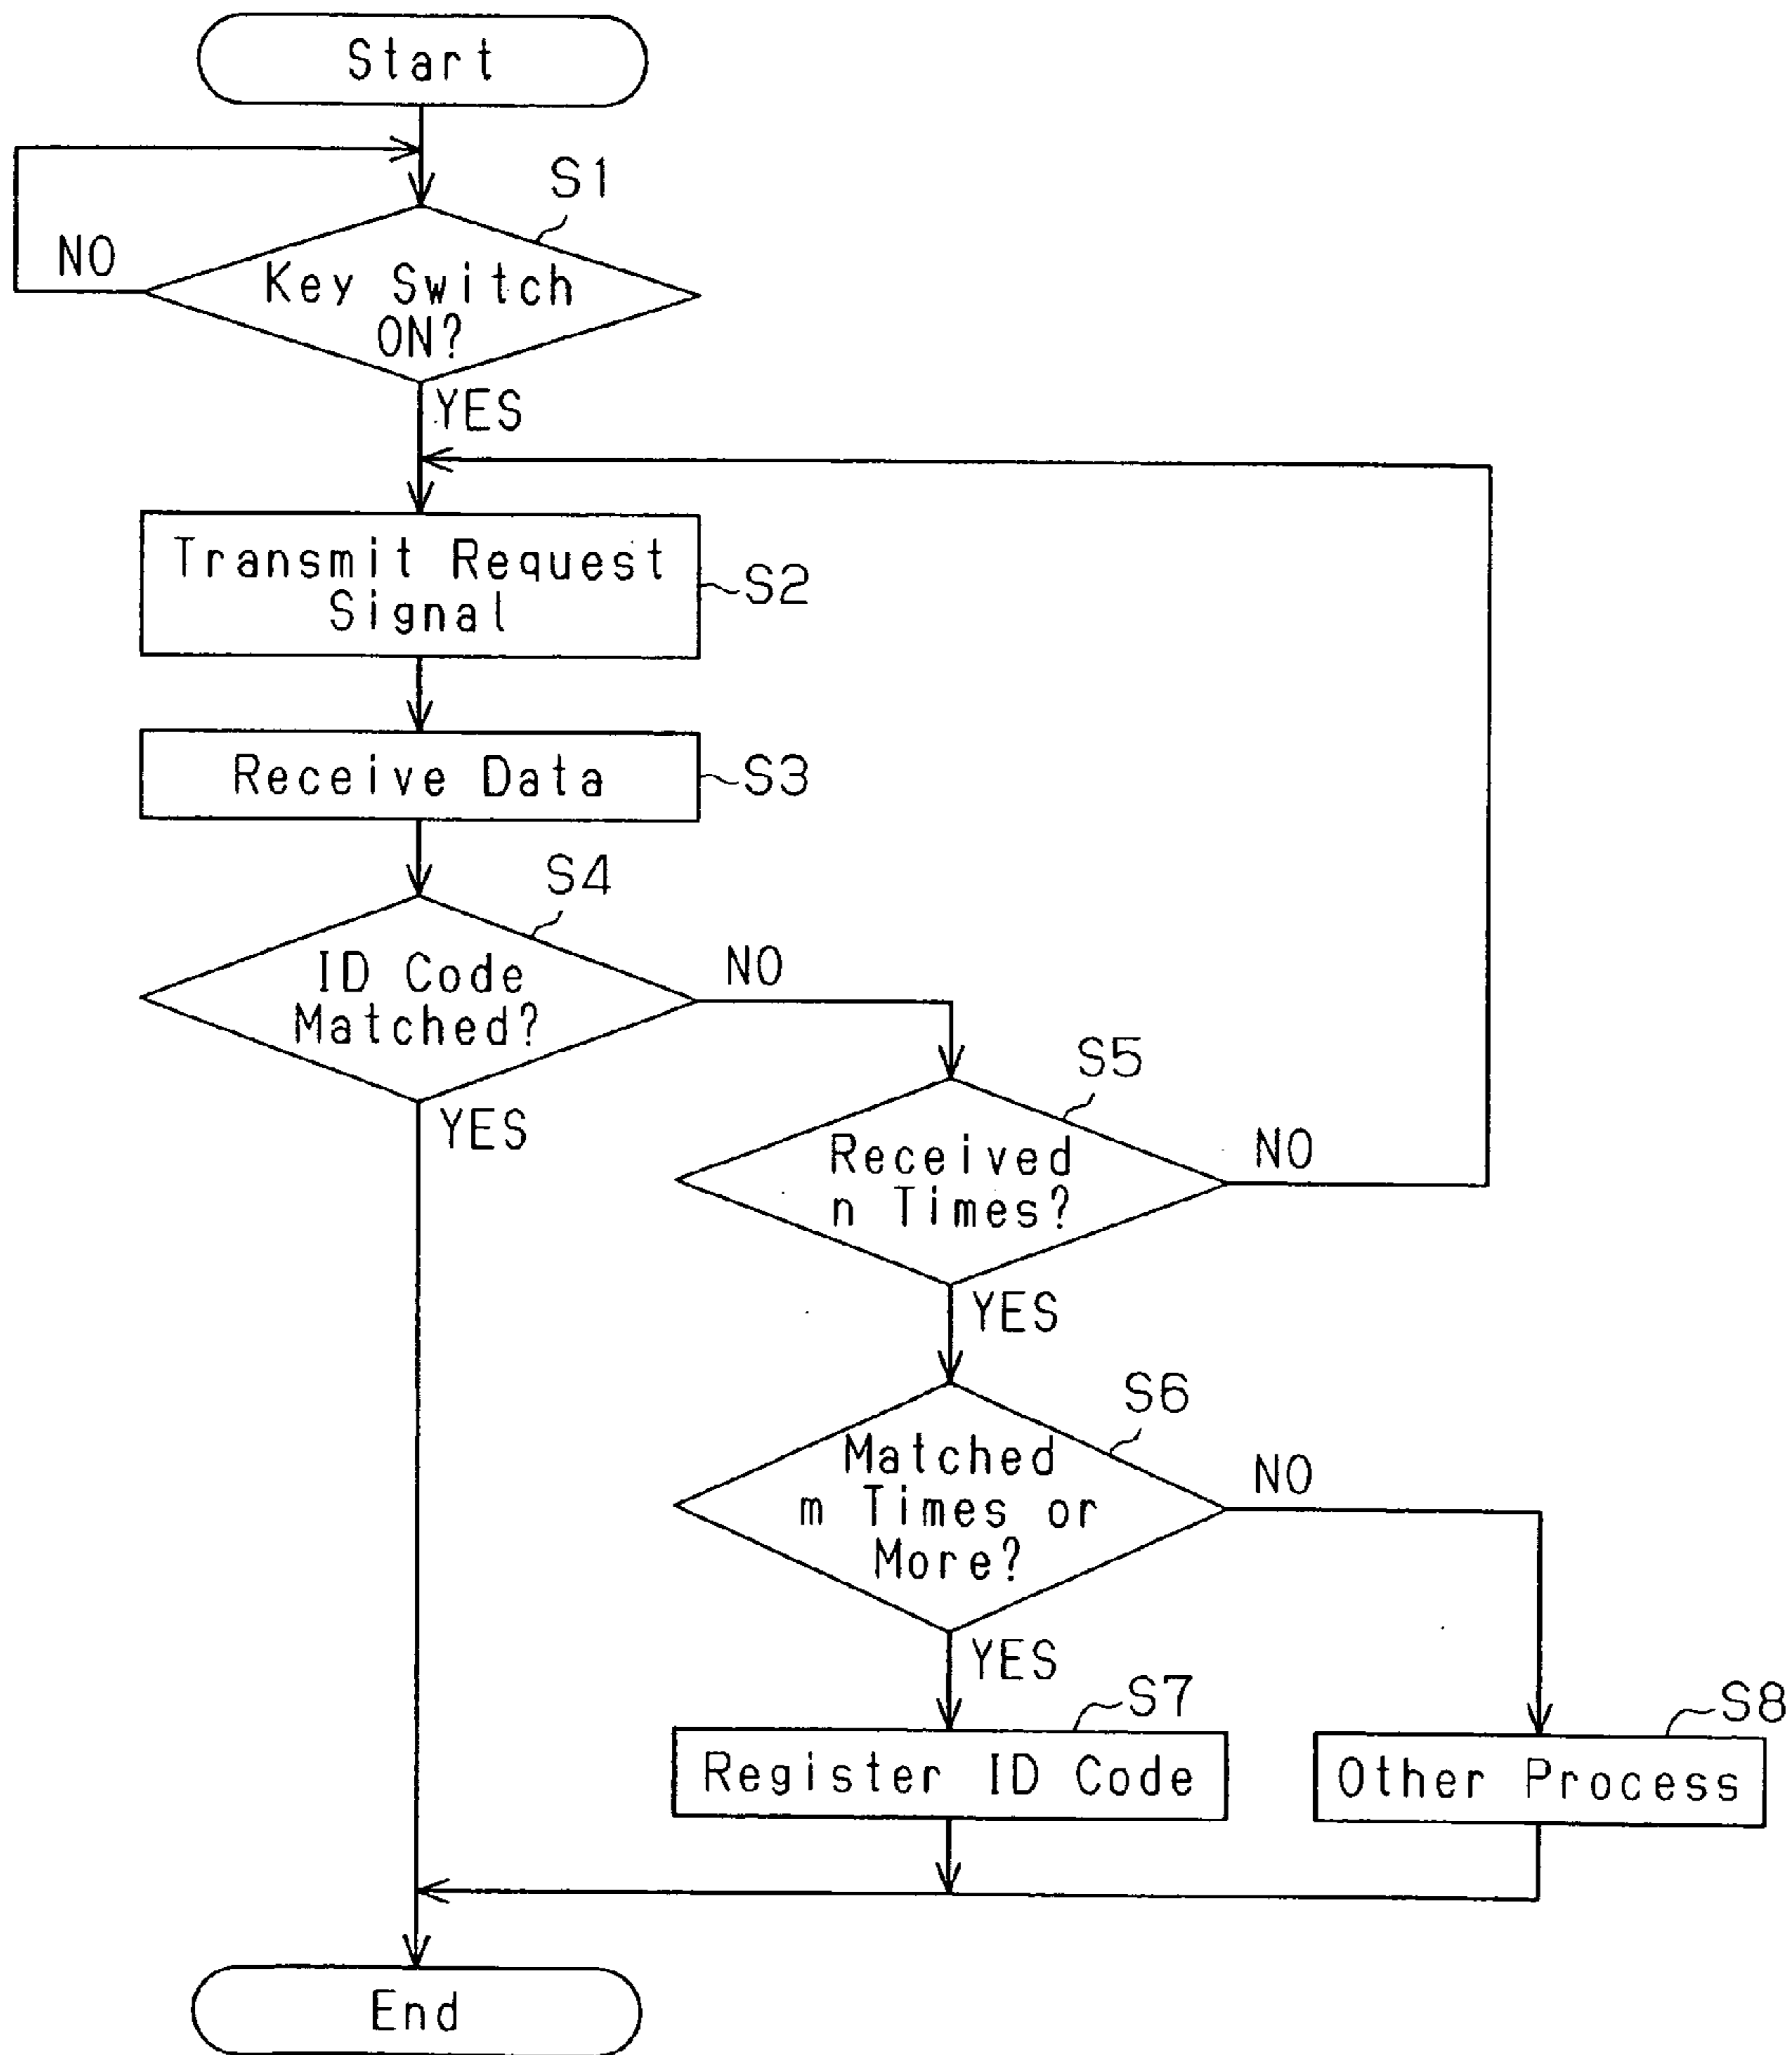 Start
S1
NO
Key Switch
ON?
YES
Transmit Request
Signal
S2
Receive Data
S3
S4
ID Code
Matched?
NO
YES
S5
Received
n Times?
NO
YES
S6
Matched
m Times or
More?
NO
YES
S7
Register ID Code
S8
Other Process
End